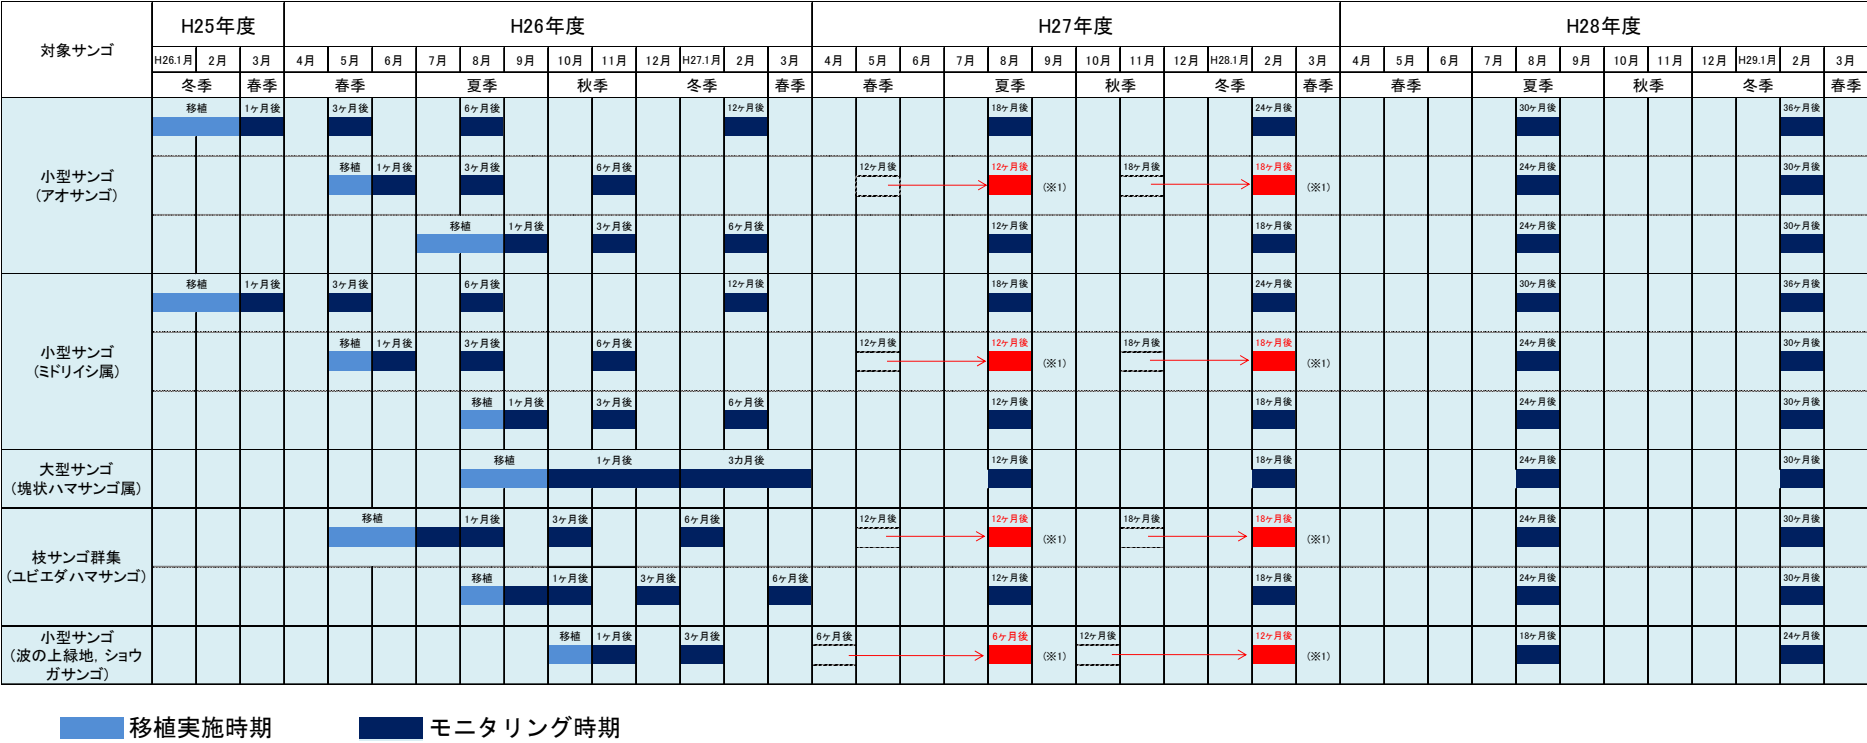 対象サンゴ
H25年度 H26年度 H27年度 H28年度
H26.1月 2月 3月 4月 5月 6月 7月 8月 9月 10月 11月 12月 H27.1月 2月 3月 4月 5月 6月 7月 8月 9月 10月 11月 12月 H28.1月 2月 3月 4月 5月 6月 7月 8月 9月 10月 11月 12月 H29.1月 2月 3月
冬季 春季 春季 夏季 秋季 冬季 春季 春季 夏季 秋季 冬季 春季 春季 夏季 秋季 冬季 春季
小型サンゴ
(アオサンゴ)
移植 1ヶ月後 3ヶ月後 6ヶ月後 12ヶ月後 18ヶ月後 24ヶ月後 30ヶ月後 36ヶ月後
移植 1ヶ月後 3ヶ月後 6ヶ月後 12ヶ月後 12ヶ月後 (※1) 18ヶ月後 18ヶ月後 (※1) 24ヶ月後 30ヶ月後
移植 1ヶ月後 3ヶ月後 6ヶ月後 12ヶ月後 18ヶ月後 24ヶ月後 30ヶ月後
小型サンゴ
(ミドリイシ属)
移植 1ヶ月後 3ヶ月後 6ヶ月後 12ヶ月後 18ヶ月後 24ヶ月後 30ヶ月後 36ヶ月後
移植 1ヶ月後 3ヶ月後 6ヶ月後 12ヶ月後 12ヶ月後 (※1) 18ヶ月後 18ヶ月後 (※1) 24ヶ月後 30ヶ月後
移植 1ヶ月後 3ヶ月後 6ヶ月後 12ヶ月後 18ヶ月後 24ヶ月後 30ヶ月後
大型サンゴ
(塊状ハマサンゴ属)
移植 1ヶ月後 3カ月後 12ヶ月後 18ヶ月後 24ヶ月後 30ヶ月後
枝サンゴ群集
(ユビエダハマサンゴ)
移植 1ヶ月後 3ヶ月後 6ヶ月後 12ヶ月後 12ヶ月後 (※1) 18ヶ月後 18ヶ月後 (※1) 24ヶ月後 30ヶ月後
移植 1ヶ月後 3ヶ月後 6ヶ月後 12ヶ月後 18ヶ月後 24ヶ月後 30ヶ月後
小型サンゴ
(波の上緑地, ショウ
ガサンゴ)
移植 1ヶ月後 3ヶ月後 6ヶ月後 6ヶ月後 (※1) 12ヶ月後 12ヶ月後 (※1) 18ヶ月後 24ヶ月後
移植実施時期 モニタリング時期